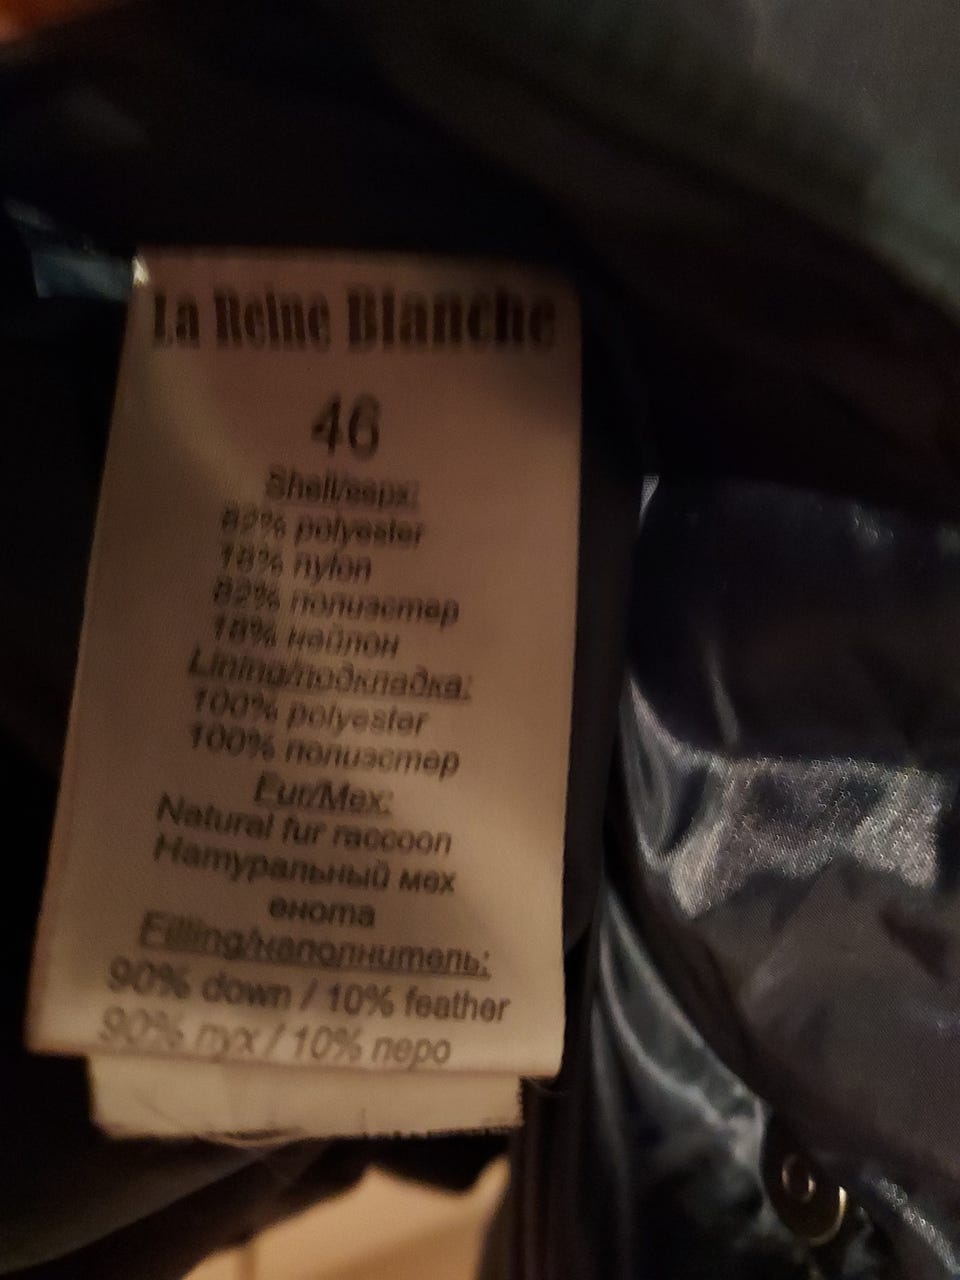 La Reine Blanche
46
Shell/верх:
82% polyester
18% nylon
82% полиэстер
18% нейлон
Lining/подкладка:
100% polyester
100% полиэстер
Fur/Мех:
Natural fur raccoon
Натуральный мех
енота
Filling/наполнитель:
90% down / 10% feather
90% пух / 10% перо